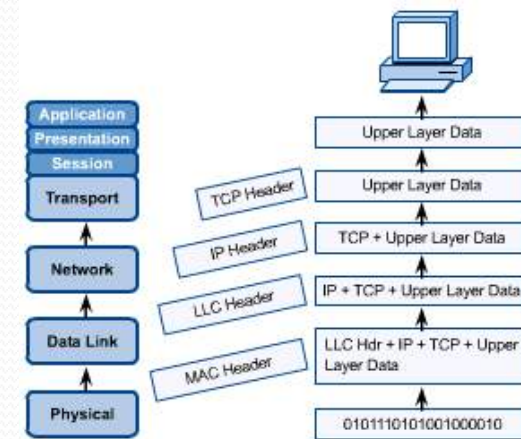 Application
Presentation
Session
Transport
Network
Data Link
Physical
TCP Header
IP Header
LLC Header
MAC Header
Upper Layer Data
Upper Layer Data
TCP + Upper Layer Data
IP + TCP + Upper Layer Data
LLC Hdr + IP + TCP + Upper
Layer Data
0101110101001000010